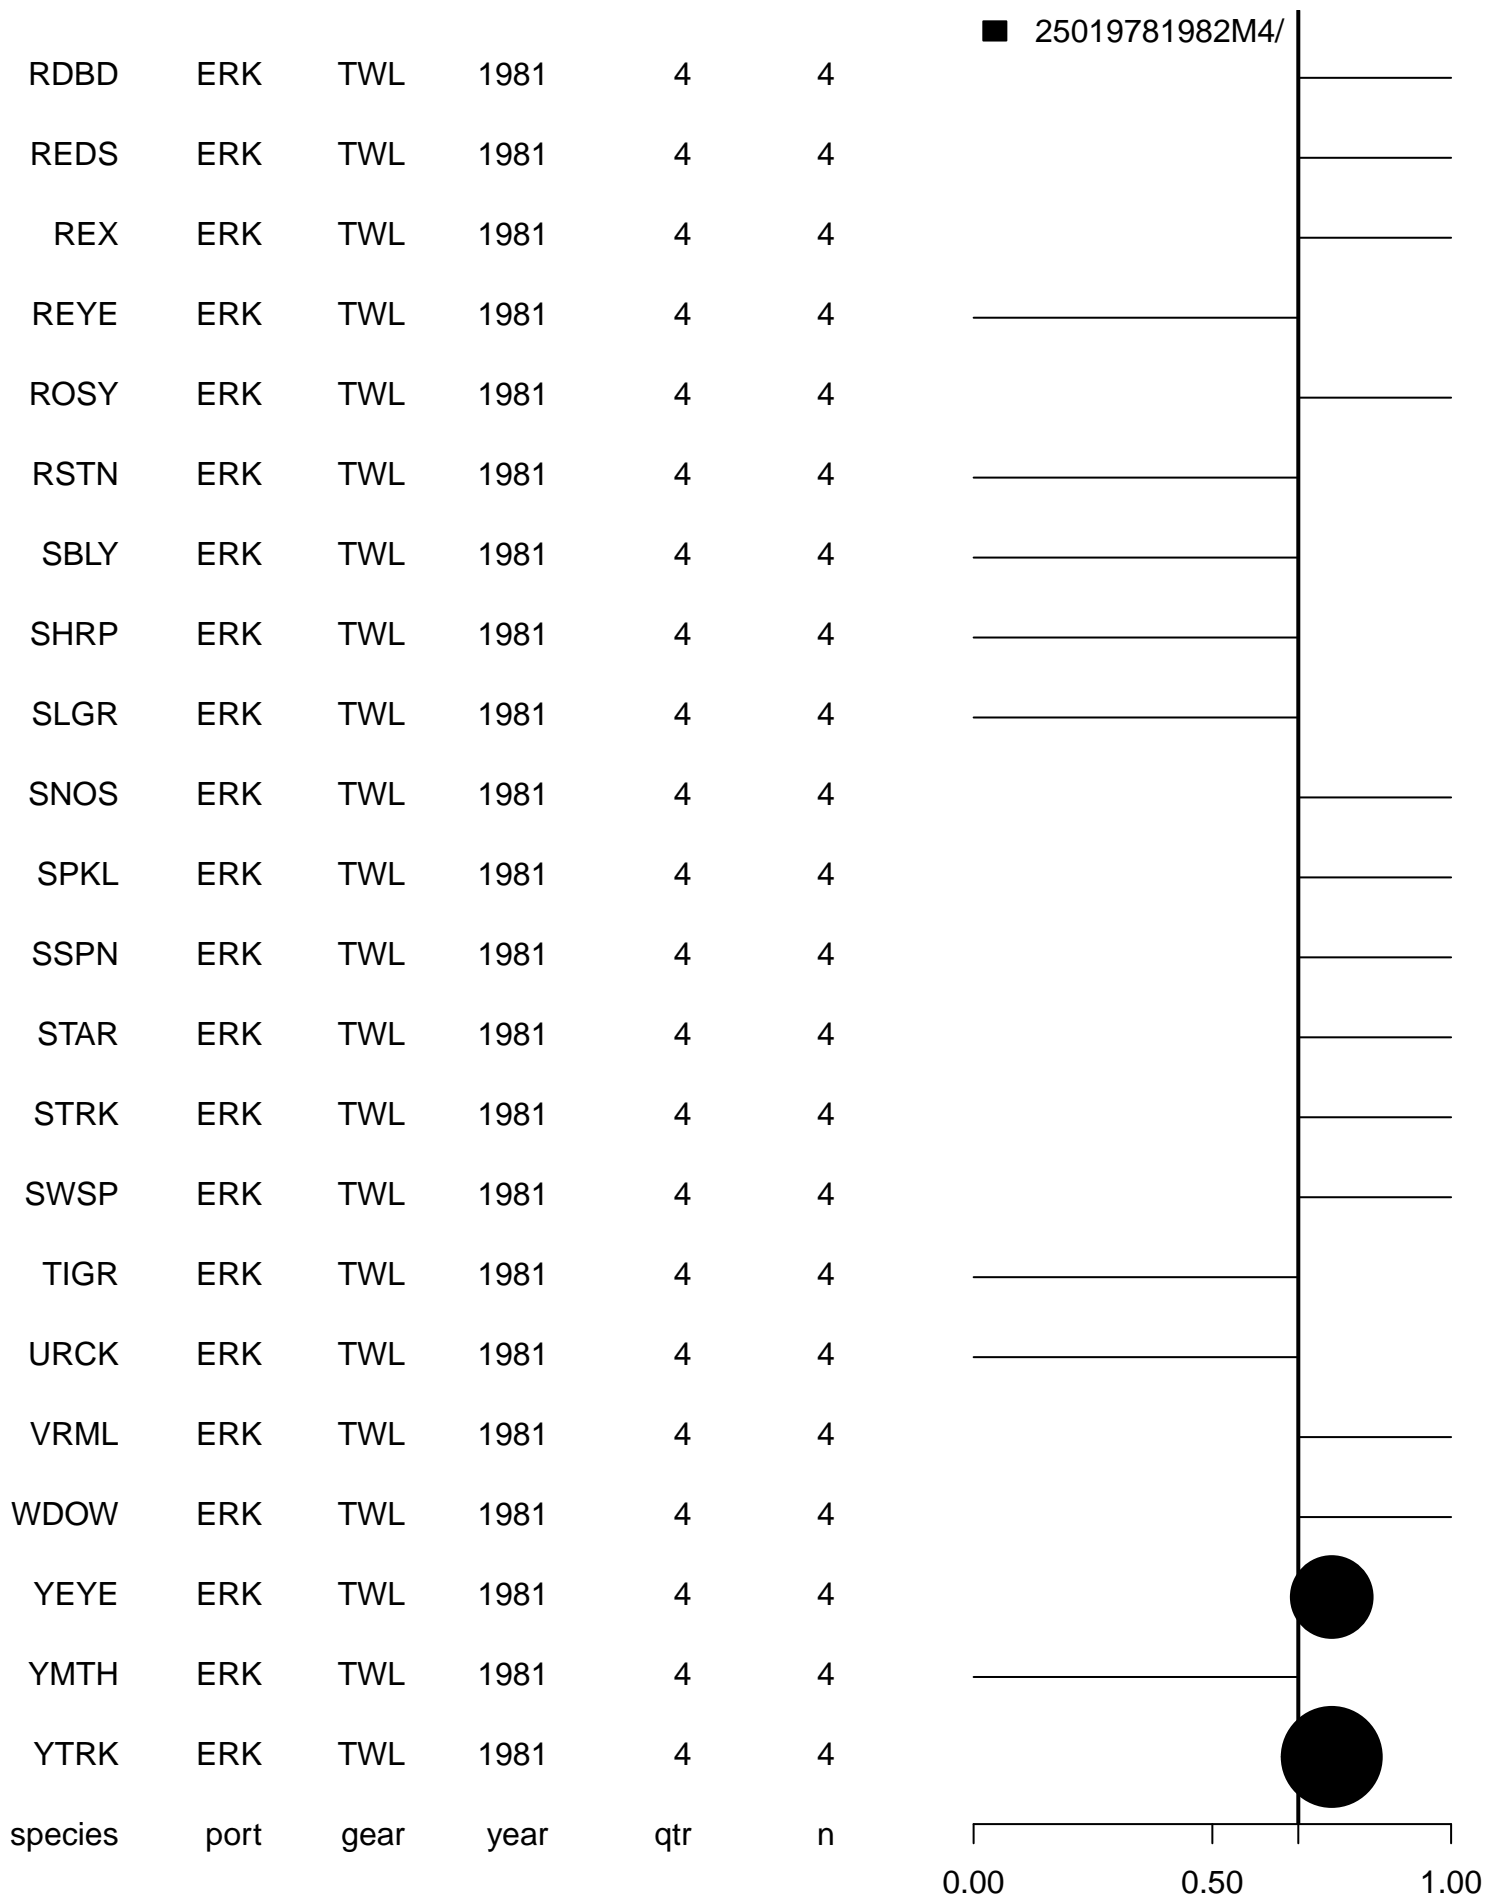 25019781982M4/
RDBD ERK TWL 1981 4 4
REDS ERK TWL 1981 4 4
REX ERK TWL 1981 4 4
REYE ERK TWL 1981 4 4
ROSY ERK TWL 1981 4 4
RSTN ERK TWL 1981 4 4
SBLY ERK TWL 1981 4 4
SHRP ERK TWL 1981 4 4
SLGR ERK TWL 1981 4 4
SNOS ERK TWL 1981 4 4
SPKL ERK TWL 1981 4 4
SSPN ERK TWL 1981 4 4
STAR ERK TWL 1981 4 4
STRK ERK TWL 1981 4 4
SWSP ERK TWL 1981 4 4
TIGR ERK TWL 1981 4 4
URCK ERK TWL 1981 4 4
VRML ERK TWL 1981 4 4
WDOW ERK TWL 1981 4 4
YEYE ERK TWL 1981 4 4
YMTH ERK TWL 1981 4 4
YTRK ERK TWL 1981 4 4
species port gear year qtr n
0.00 0.50 1.00